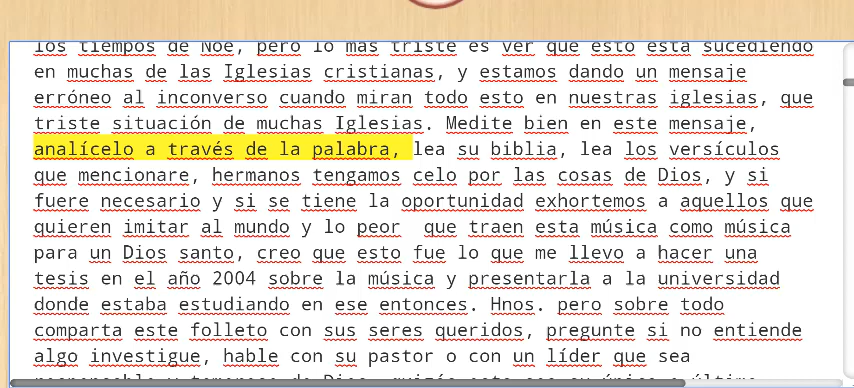 los tiempos de Noé, pero lo más triste es ver que esto está sucediendo
en muchas de las Iglesias cristianas, y estamos dando un mensaje
erróneo al inconverso cuando miran todo esto en nuestras iglesias, que
triste situación de muchas Iglesias. Medite bien en este mensaje,
analícelo a través de la palabra, lea su biblia, lea los versículos
que mencionare, hermanos tengamos celo por las cosas de Dios, y si
fuere necesario y si se tiene la oportunidad exhortemos a aquellos que
quieren imitar al mundo y lo peor  que traen esta música como música
para un Dios santo, creo que esto fue lo que me llevo a hacer una
tesis en el año 2004 sobre la música y presentarla a la universidad
donde estaba estudiando en ese entonces. Hnos. pero sobre todo
comparta este folleto con sus seres queridos, pregunte si no entiende
algo investigue, hable con su pastor o con un líder que sea